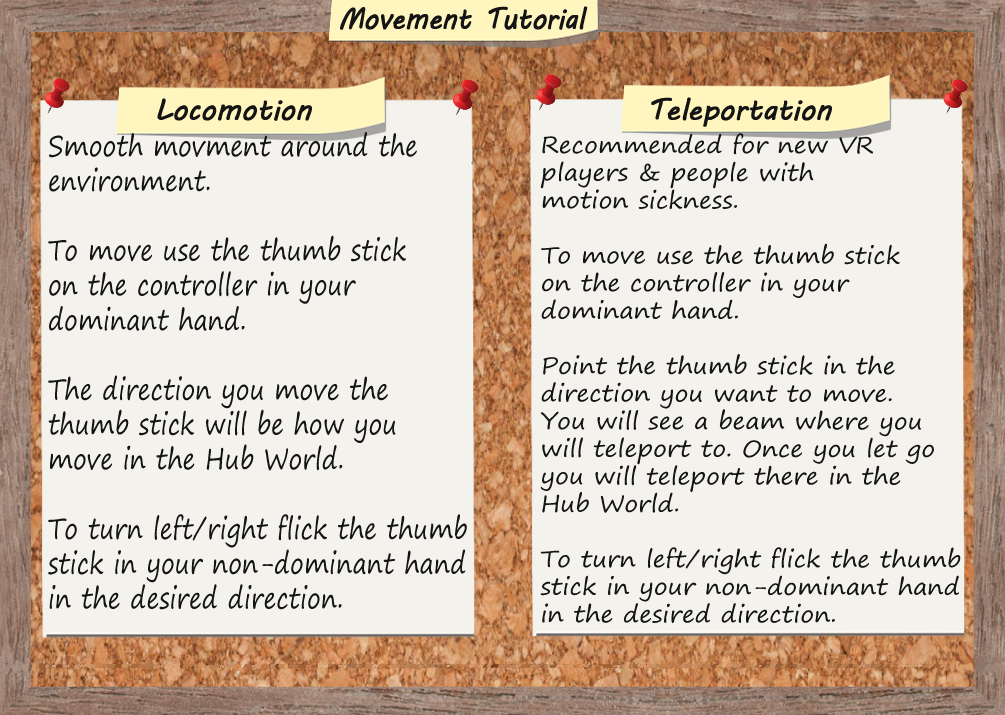 Movement Tutorial
Locomotion
Smooth movment around the
environment.
To move use the thumb stick
on the controller in your
dominant hand.
The direction you move the
thumb stick will be how you
move in the Hub World.
To turn left/right flick the thumb
stick in your non-dominant hand
in the desired direction.
Teleportation
Recommended for new VR
players & people with
motion sickness.
To move use the thumb stick
on the controller in your
dominant hand.
Point the thumb stick in the
direction you want to move.
You will see a beam where you
will teleport to. Once you let go
you will teleport there in the
Hub World.
To turn left/right flick the thumb
stick in your non-dominant hand
in the desired direction.